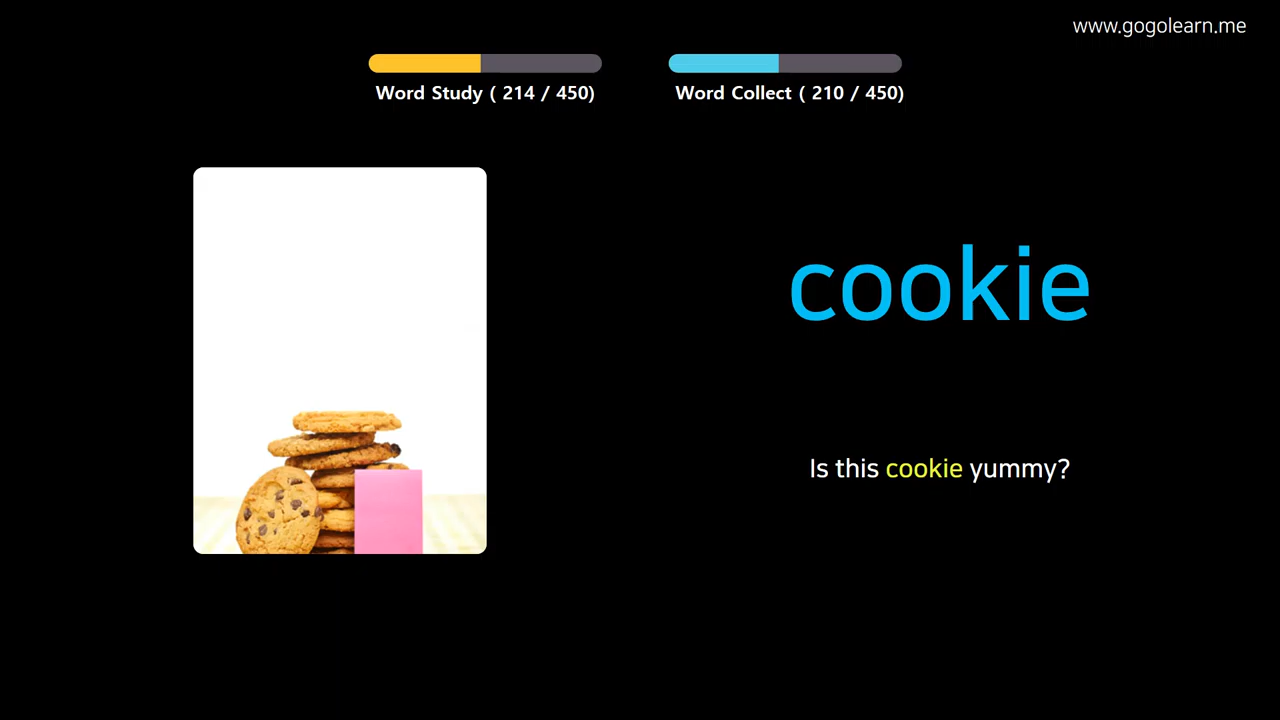 www.gogolearn.me
Word Study ( 214 / 450)
Word Collect ( 210 / 450)
cookie
Is this cookie yummy?